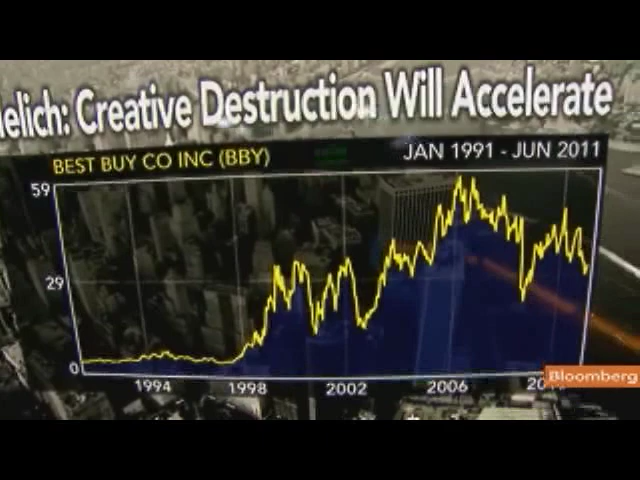 Creative Destruction Will Accelerate
BEST BUY CO INC (BBY) JAN 1991 - JUN 2011
59
29
0
1994 1998 2002 2006
Bloomberg